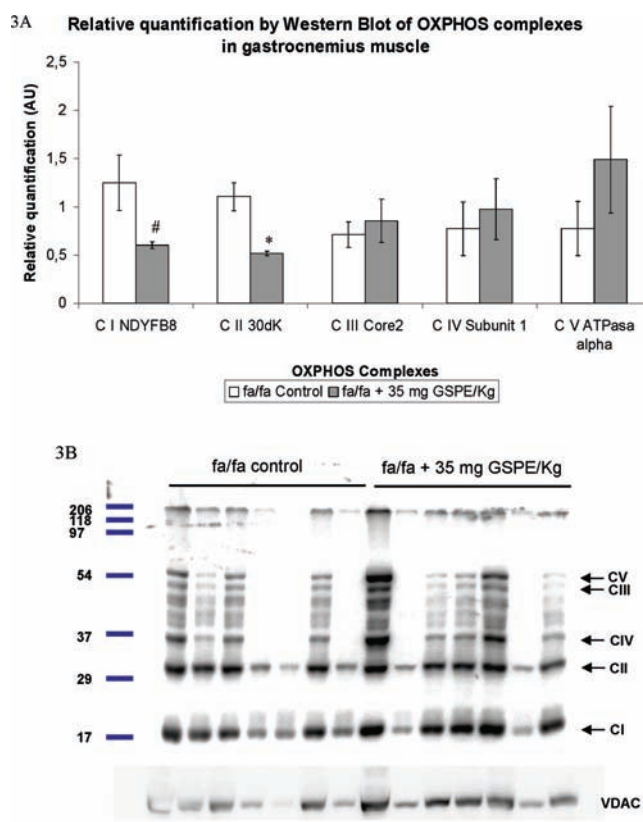 3A
Relative quantification by Western Blot of OXPHOS complexes
in gastrocnemius muscle
Relative quantification (AU)
2,5
2
1,5
1
0,5
0
#
*
C I NDYFB8
C II 30dK
C III Core2
C IV Subunit 1
C V ATPasa
alpha
OXPHOS Complexes
fa/fa Control
fa/fa + 35 mg GSPE/Kg
3B
fa/fa control
fa/fa + 35 mg GSPE/Kg
206
118
97
54
37
29
17
CV
CIII
CIV
CII
CI
VDAC